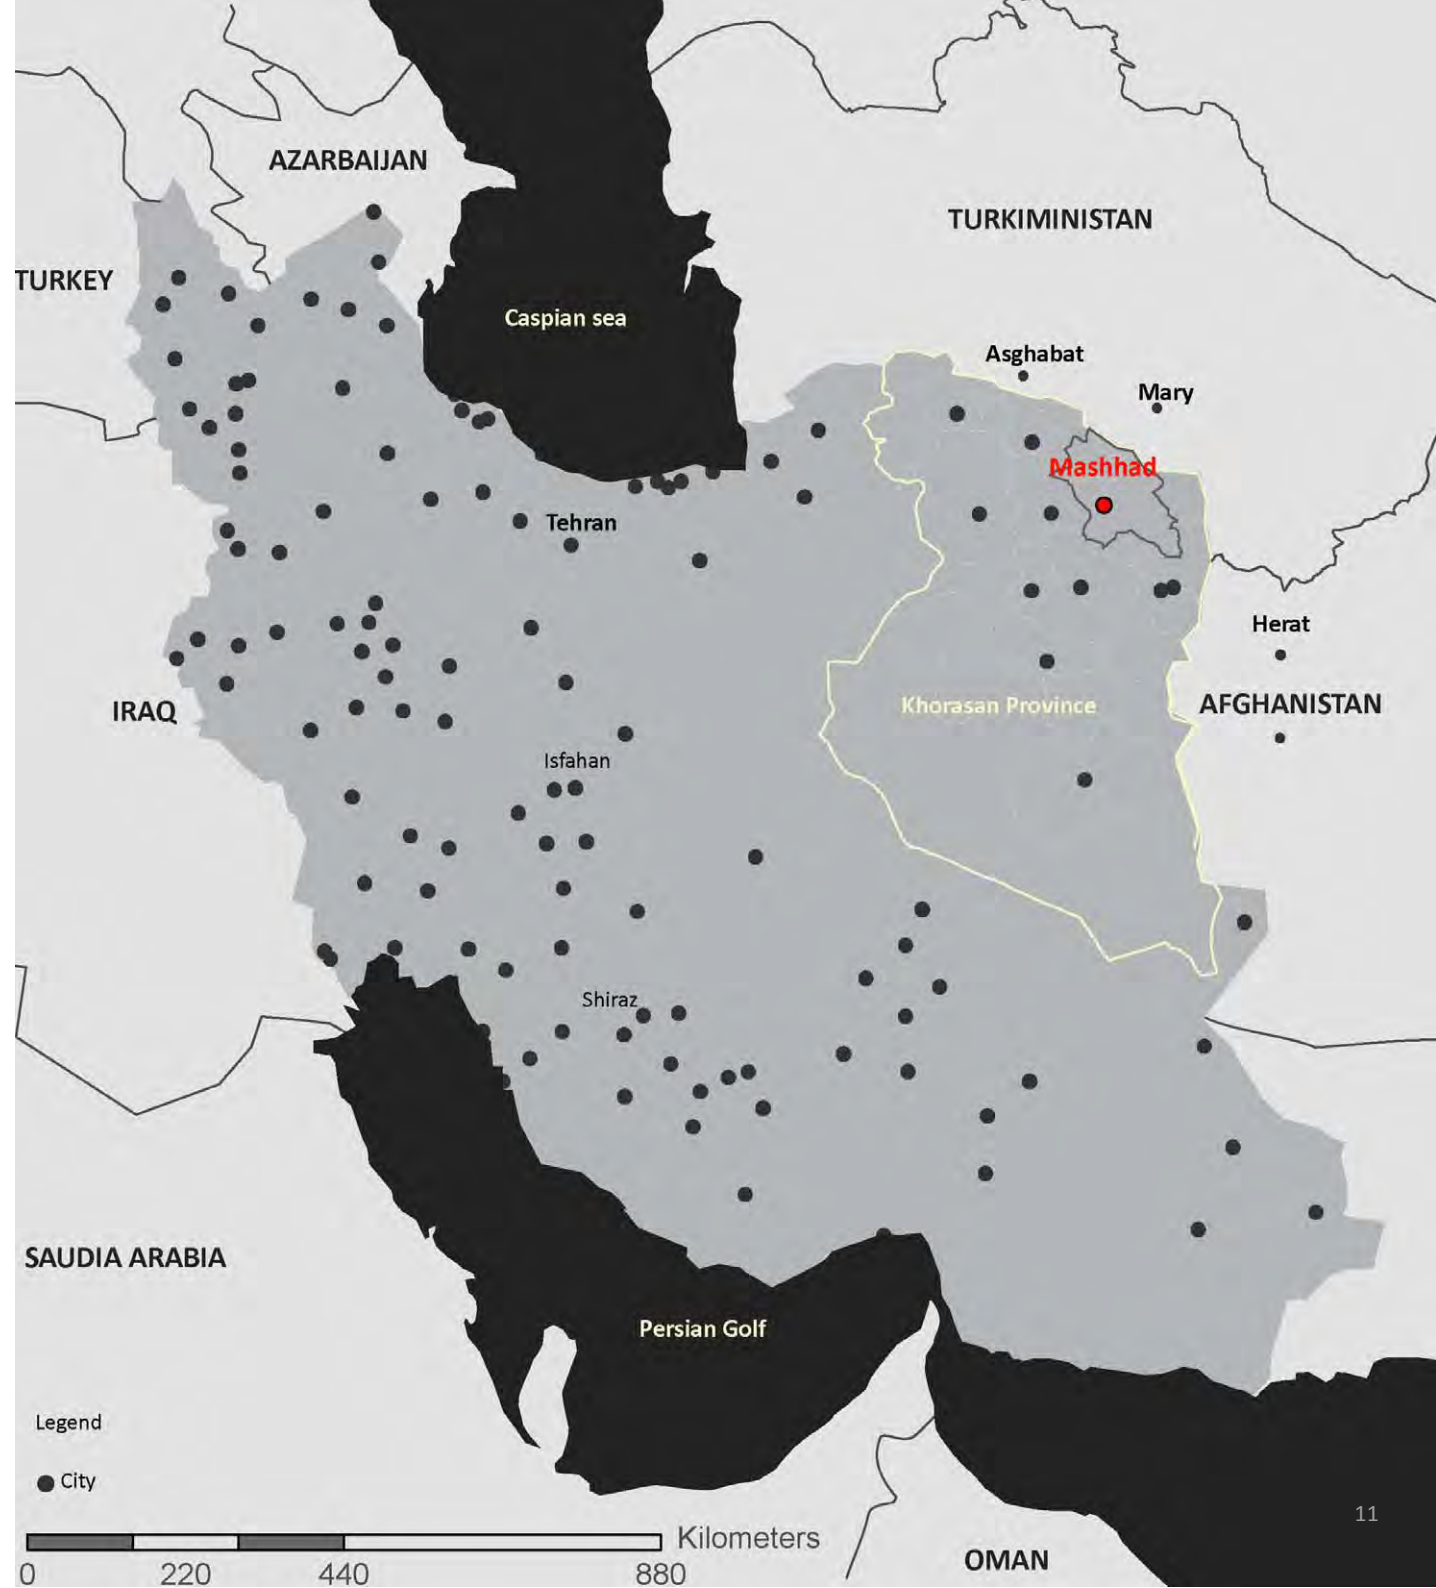 AZARBAIJAN
TURKIMINISTAN
TURKEY
Caspian sea
Asghabat
Mary
Mashhad
Tehran
Herat
IRAQ
Khorasan Province
AFGHANISTAN
Isfahan
Shiraz
SAUDIA ARABIA
Persian Golf
Legend
City
11
Kilometers
0 220 440 880
OMAN